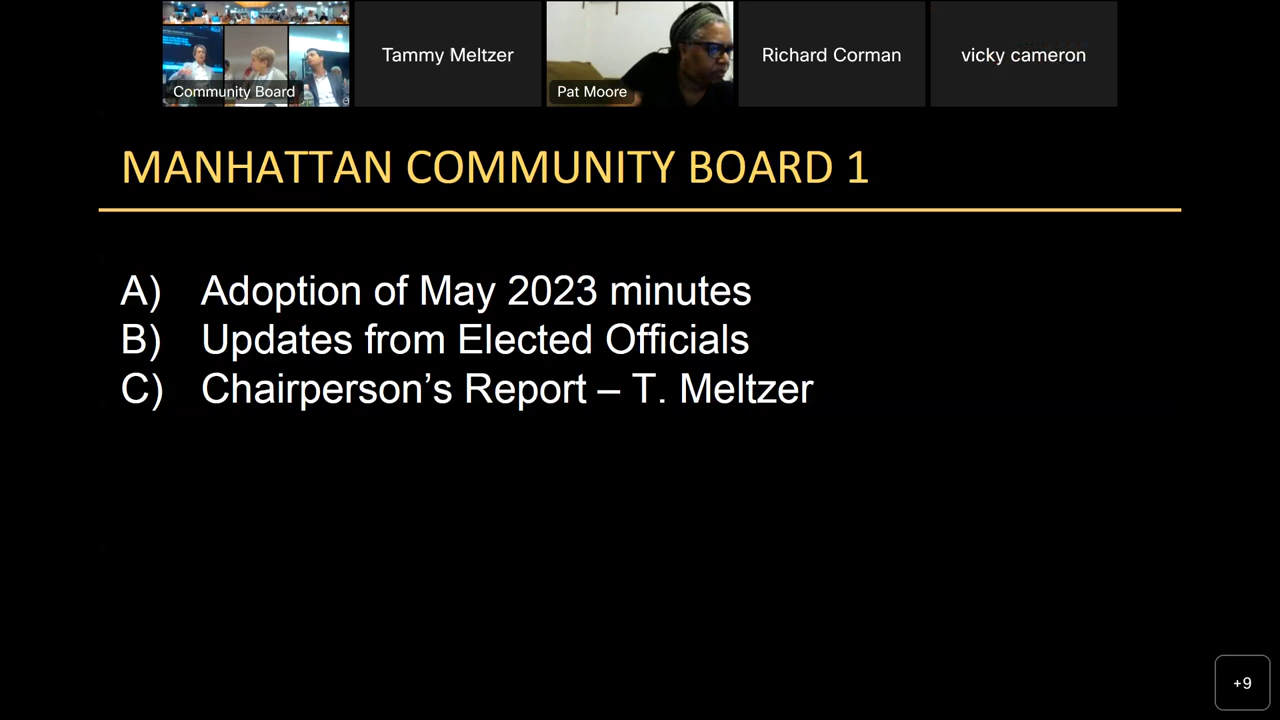 Tammy Meltzer
Richard Corman
vicky cameron
Community Board
Pat Moore
MANHATTAN COMMUNITY BOARD 1
A) Adoption of May 2023 minutes
B) Updates from Elected Officials
C) Chairperson’s Report – T. Meltzer
+9